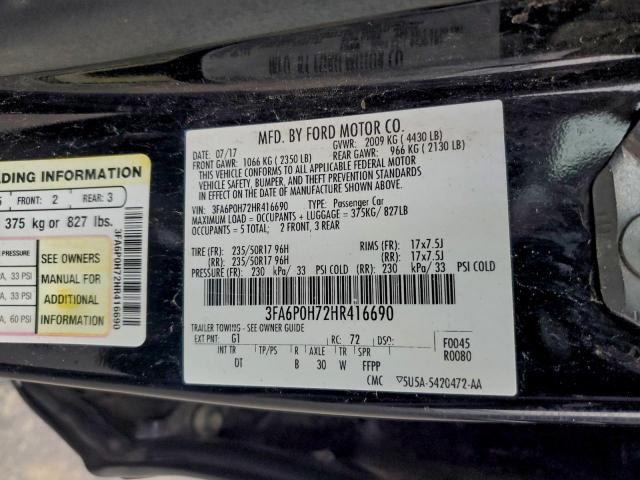 MFD. BY FORD MOTOR CO.
07/17 GVWR: 2009 KG ( 4430 LB)
FRONT GAWR: 1066 KG ( 2350 LB) REAR GAWR: 966 KG ( 2130 LB)
THIS VEHICLE CONFORMS TO ALL APPLICABLE FEDERAL MOTOR
VEHICLE SAFETY, BUMPER, AND THEFT PREVENTION STANDARDS
IN EFFECT ON THE DATE OF MANUFACTURE SHOWN ABOVE.
VIN: 3FA6P0H72HR416690 TYPE: Passenger Car
MAXIMUM LOAD = OCCUPANTS + LUGGAGE = 375KG/827LB
OCCUPANTS = 5 TOTAL; 2 FRONT, 3 REAR
TIRE (FR): 235/50R17 96H RIMS (FR): 17x7.5J
(RR): 235/50R17 96H (RR): 17x7.5J
PRESSURE (FR): 230 kPa/ 33 PSI COLD (RR): 230 kPa/ 33 PSI COLD
3FA6P0H72HR416690
TRAILER TOWING- SEE OWNER GUIDE
EXT PNT: G1 RC: 72 DSO: F0045
INT TR TP/PS R AXLE TR SPR R0080
OT B 30 W FFPP
CMC 5U5A-5420472-AA
ADING INFORMATION
FRONT: 2 REAR: 3
375 kg or 827 lbs.
SEE OWNERS
MANUAL FOR
ADDITIONAL
INFORMATION
33 PSI
33 PSI
60 PSI
3FA6P0H72HR416690